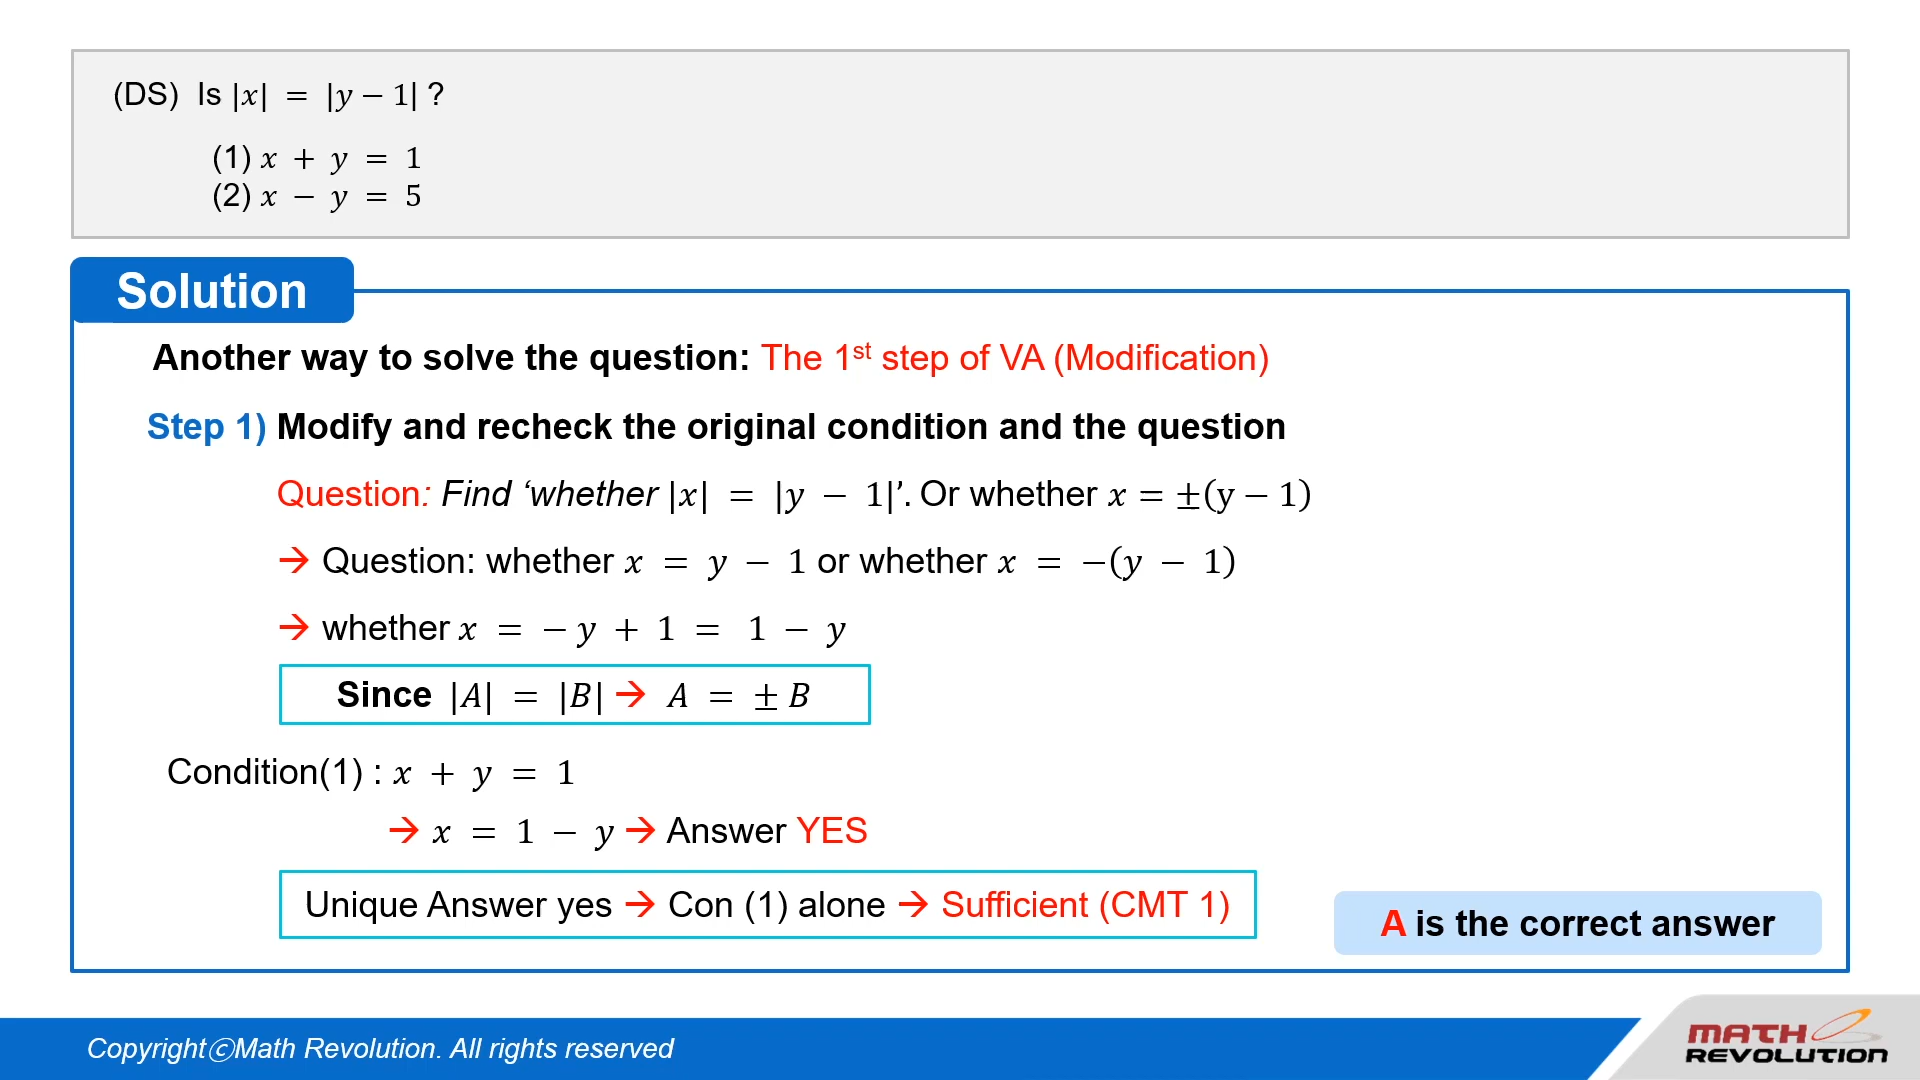 (DS) Is |x| = |y − 1| ?
(1) x + y = 1
(2) x − y = 5
Solution
Another way to solve the question: The 1st step of VA (Modification)
Step 1) Modify and recheck the original condition and the question
Question: Find ‘whether |x| = |y − 1|’. Or whether x = ±(y − 1)
→ Question: whether x = y − 1 or whether x = −(y − 1)
→ whether x = − y + 1 = 1 − y
Since |A| = |B| → A = ± B
Condition(1) : x + y = 1
→ x = 1 − y → Answer YES
Unique Answer yes → Con (1) alone → Sufficient (CMT 1)
A is the correct answer
CopyrightⓒMath Revolution. All rights reserved
MATH
REVOLUTION